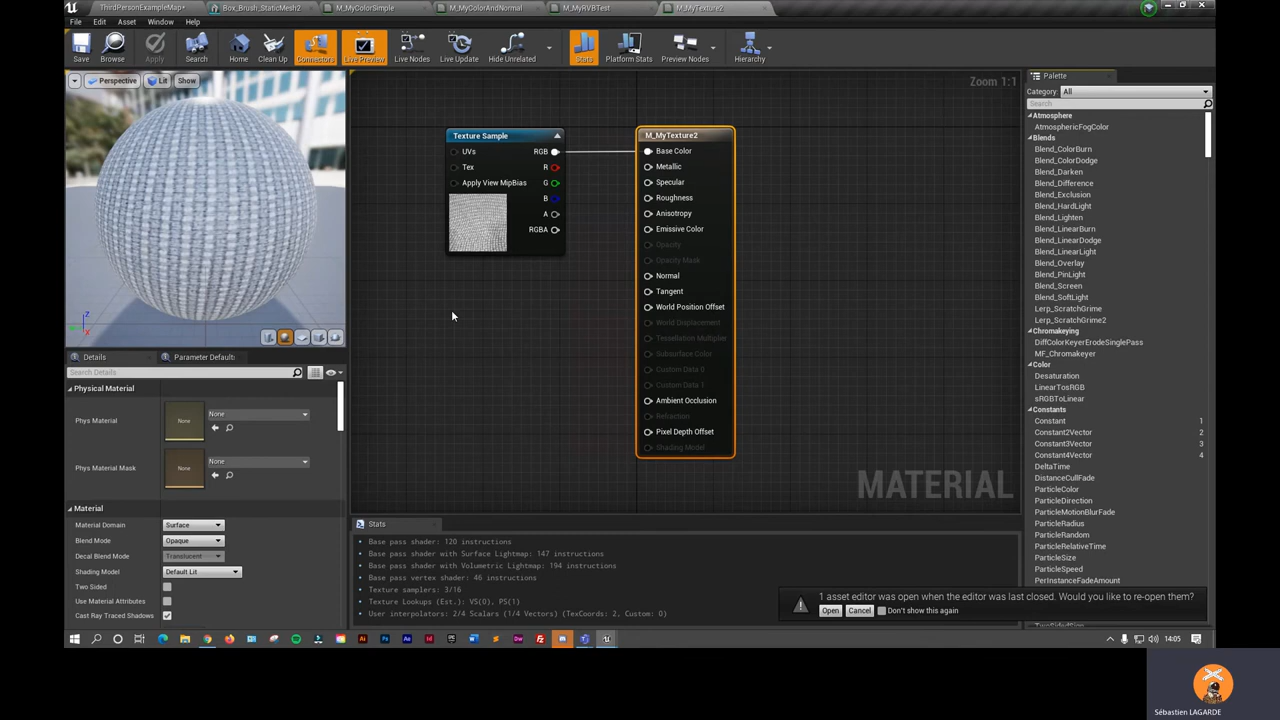 ThirdPersonExampleMap*
Box_Brush_StaticMesh2
M_MyColorSimple
M_MyColorAndNormal
M_MyRVBTest
M_MyTexture2
File Edit Asset Window Help
Save
Browse
Apply
Search
Home
Clean Up
Connectors
Live Preview
Live Nodes
Live Update
Hide Unrelated
Stats
Platform Stats
Preview Nodes
Hierarchy
Perspective
Lit
Show
Zoom 1:1
Texture Sample
UVs
RGB
Tex
R
Apply View MipBias
G
B
A
RGBA
M_MyTexture2
Base Color
Metallic
Specular
Roughness
Anisotropy
Emissive Color
Opacity
Opacity Mask
Normal
Tangent
World Position Offset
World Displacement
Tessellation Multiplier
Subsurface Color
Custom Data 0
Custom Data 1
Ambient Occlusion
Refraction
Pixel Depth Offset
Shading Model
MATERIAL
Z
X
Details
Parameter Default
Search Details
Physical Material
Phys Material
None
None
Phys Material Mask
None
None
Material
Material Domain
Surface
Blend Mode
Opaque
Decal Blend Mode
Translucent
Shading Model
Default Lit
Two Sided
Use Material Attributes
Cast Ray Traced Shadows
Stats
Base pass shader: 120 instructions
Base pass shader with Surface Lightmap: 147 instructions
Base pass shader with Volumetric Lightmap: 194 instructions
Base pass vertex shader: 46 instructions
Texture samplers: 3/16
Texture Lookups (Est.): VS(0), PS(1)
User interpolators: 2/4 Scalars (1/4 Vectors) (TexCoords: 2, Custom: 0)
Palette
Category: All
Search
Atmosphere
AtmosphericFogColor
Blends
Blend_ColorBurn
Blend_ColorDodge
Blend_Darken
Blend_Difference
Blend_Exclusion
Blend_HardLight
Blend_Lighten
Blend_LinearBurn
Blend_LinearDodge
Blend_LinearLight
Blend_Overlay
Blend_PinLight
Blend_Screen
Blend_SoftLight
Lerp_ScratchGrime
Lerp_ScratchGrime2
Chromakeying
DiffColorKeyerErodeSinglePass
MF_Chromakeyer
Color
Desaturation
LinearTosRGB
sRGBToLinear
Constants
Constant 1
Constant2Vector 2
Constant3Vector 3
Constant4Vector 4
DeltaTime
DistanceCullFade
ParticleColor
ParticleDirection
ParticleMotionBlurFade
ParticleRadius
ParticleRandom
ParticleRelativeTime
ParticleSize
ParticleSpeed
PerInstanceFadeAmount
1 asset editor was open when the editor was last closed. Would you like to re-open them?
Open
Cancel
Don't show this again
14:05
Sébastien LAGARDE